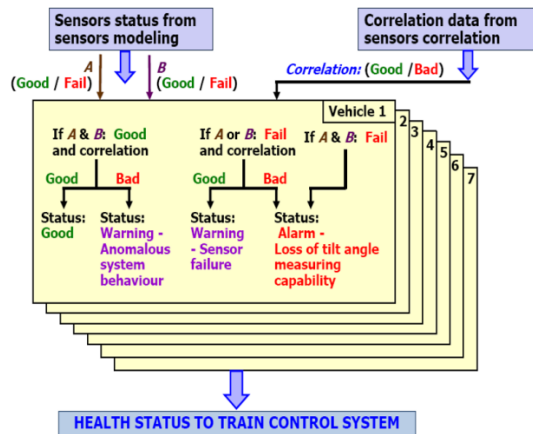 Sensors status from
sensors modeling
Correlation data from
sensors correlation
A
(Good / Fail)
B
(Good / Fail)
Correlation: (Good /Bad)
Vehicle 1
2
3
4
5
6
7
If A & B: Good
and correlation
If A or B: Fail
and correlation
If A & B: Fail
Good
Bad
Good
Bad
Status:
Good
Status:
Warning -
Anomalous
system
behaviour
Status:
Warning
- Sensor
failure
Status:
Alarm -
Loss of tilt angle
measuring
capability
HEALTH STATUS TO TRAIN CONTROL SYSTEM